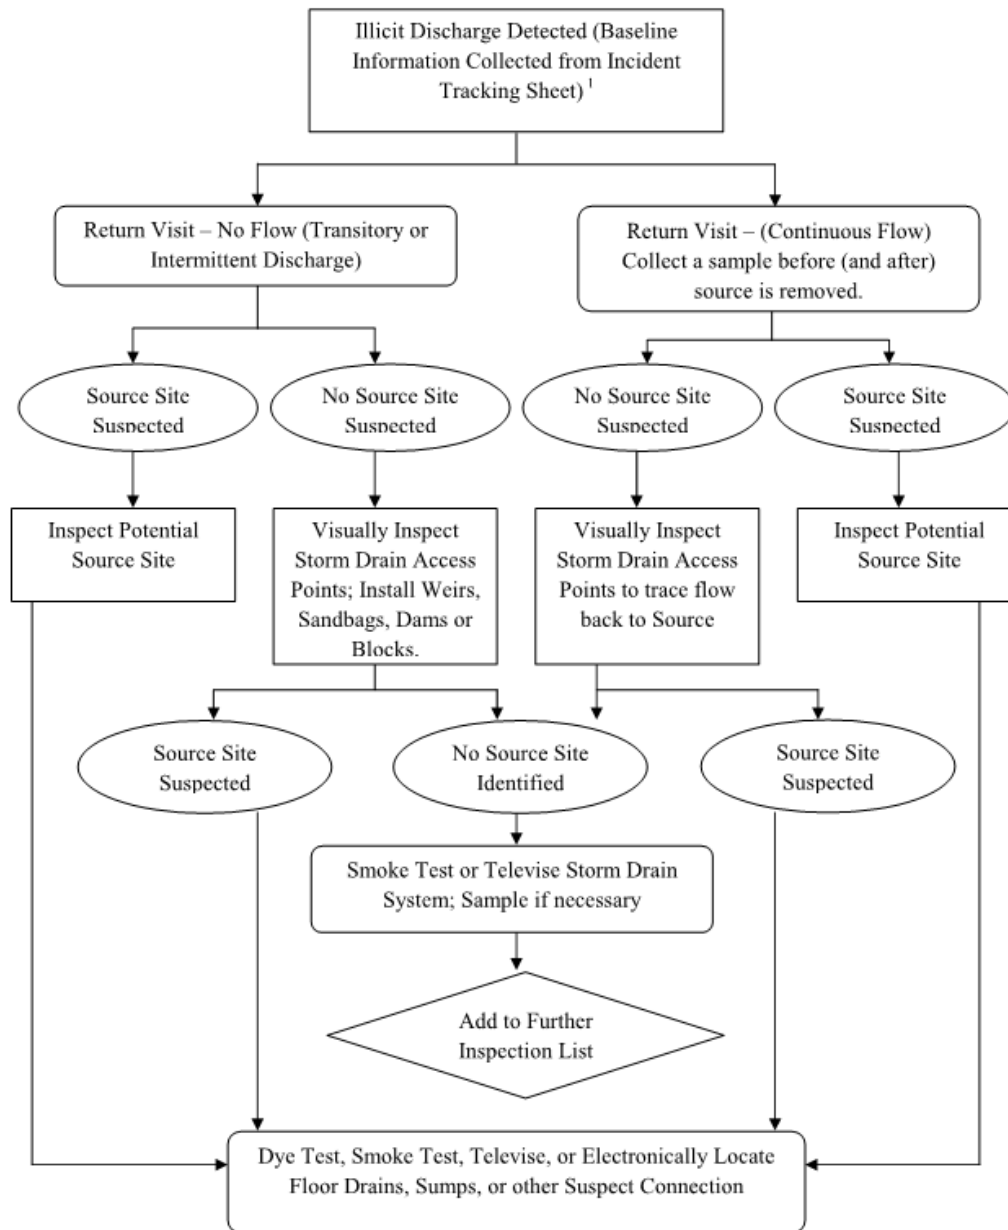 Illicit Discharge Detected (Baseline
Information Collected from Incident
Tracking Sheet) 1
Return Visit – No Flow (Transitory or
Intermittent Discharge)
Return Visit – (Continuous Flow)
Collect a sample before (and after)
source is removed.
Source Site
Suspected
No Source Site
Suspected
No Source Site
Suspected
Source Site
Suspected
Inspect Potential
Source Site
Visually Inspect
Storm Drain Access
Points; Install Weirs,
Sandbags, Dams or
Blocks.
Visually Inspect
Storm Drain Access
Points to trace flow
back to Source
Inspect Potential
Source Site
Source Site
Suspected
No Source Site
Identified
Source Site
Suspected
Smoke Test or Televise Storm Drain
System; Sample if necessary
Add to Further
Inspection List
Dye Test, Smoke Test, Televise, or Electronically Locate
Floor Drains, Sumps, or other Suspect Connection